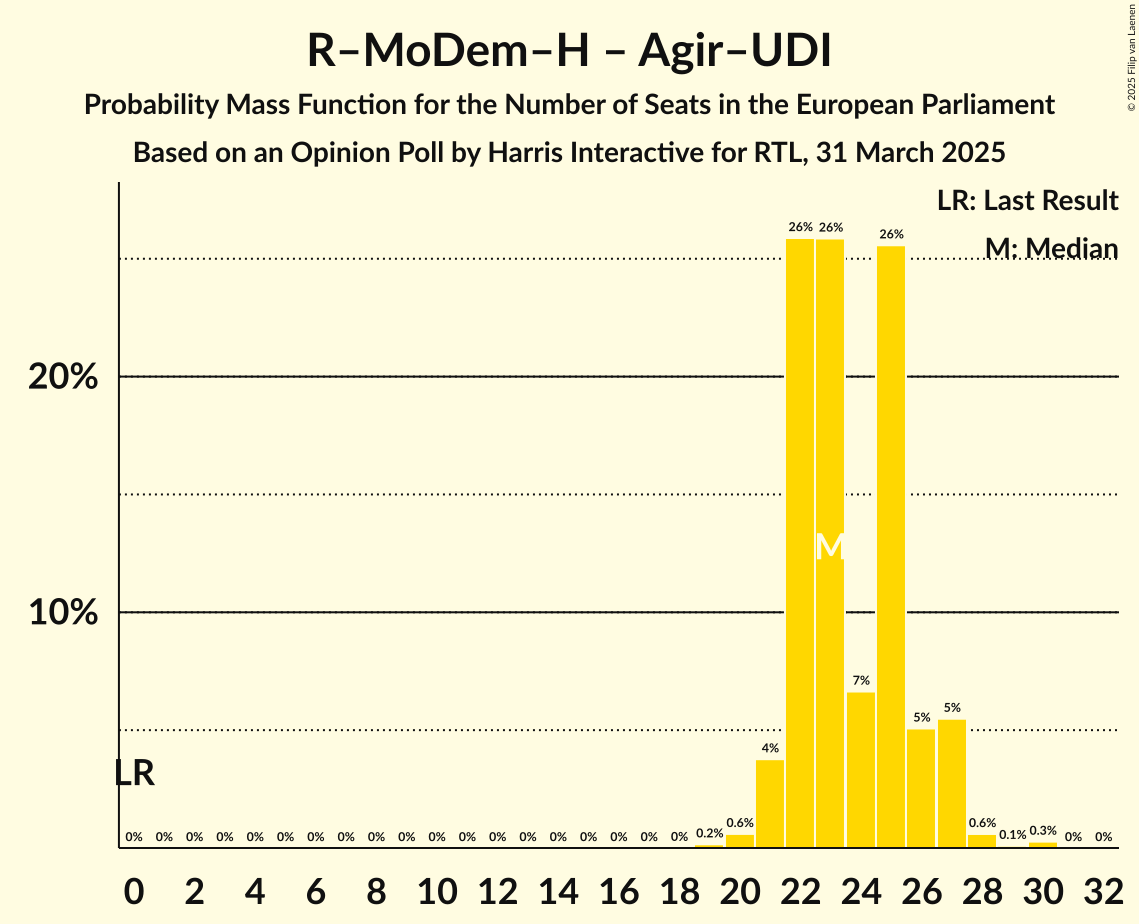 R–MoDem–H – Agir–UDI
Probability Mass Function for the Number of Seats in the European Parliament
Based on an Opinion Poll by Harris Interactive for RTL, 31 March 2025
© 2025 Filip van Laenen
LR: Last Result
M: Median
26% 26% 26%
20%
M
10%
7%
5% 5%
4%
LR
0% 0% 0% 0% 0% 0% 0% 0% 0% 0% 0% 0% 0% 0% 0% 0% 0% 0% 0% 0.2% 0.6% 0.6% 0.1% 0.3% 0% 0%
0 2 4 6 8 10 12 14 16 18 20 22 24 26 28 30 32